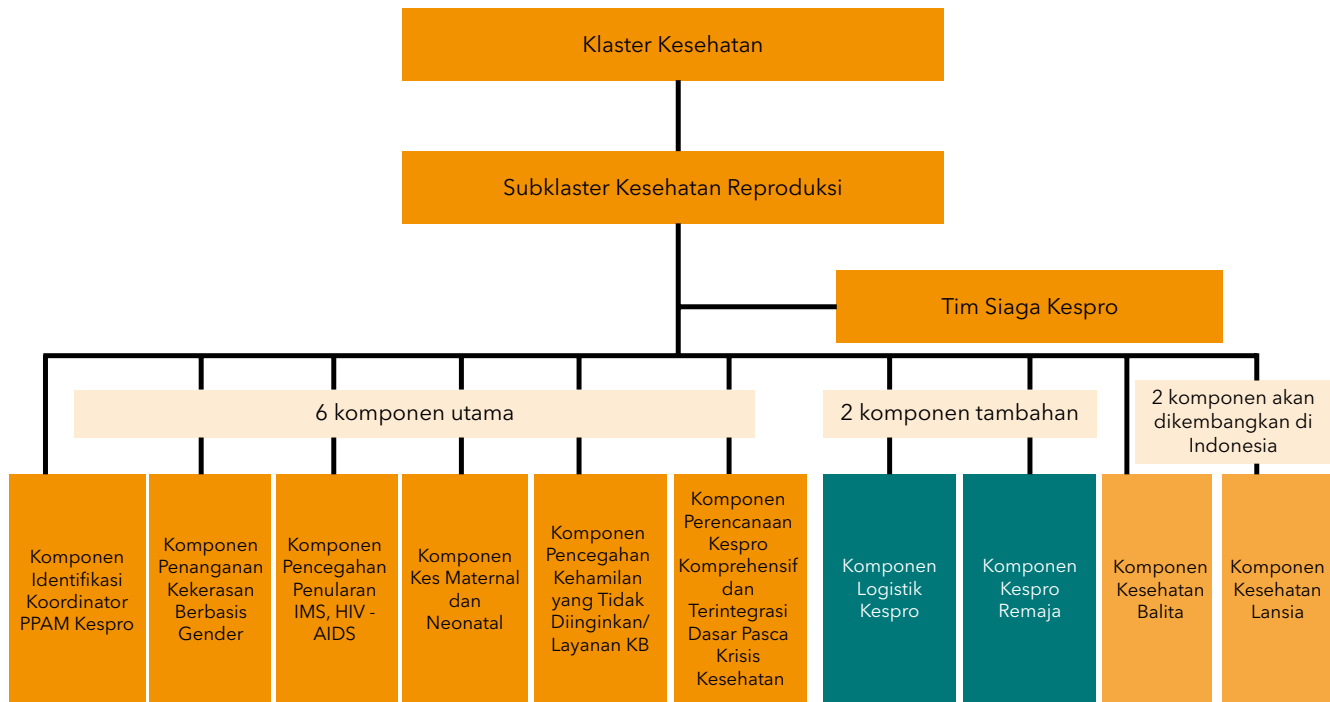 Klaster Kesehatan
Subklaster Kesehatan Reproduksi
Tim Siaga Kespro
6 komponen utama
2 komponen tambahan
2 komponen akan
dikembangkan di
Indonesia
Komponen
Identifikasi
Koordinator
PPAM Kespro
Komponen
Penanganan
Kekerasan
Berbasis
Gender
Komponen
Pencegahan
Penularan
IMS, HIV -
AIDS
Komponen
Kes Maternal
dan
Neonatal
Komponen
Pencegahan
Kehamilan
yang Tidak
Diinginkan/
Layanan KB
Komponen
Perencanaan
Kespro
Komprehensif
dan
Terintegrasi
Dasar Pasca
Krisis
Kesehatan
Komponen
Logistik
Kespro
Komponen
Kespro
Remaja
Komponen
Kesehatan
Balita
Komponen
Kesehatan
Lansia